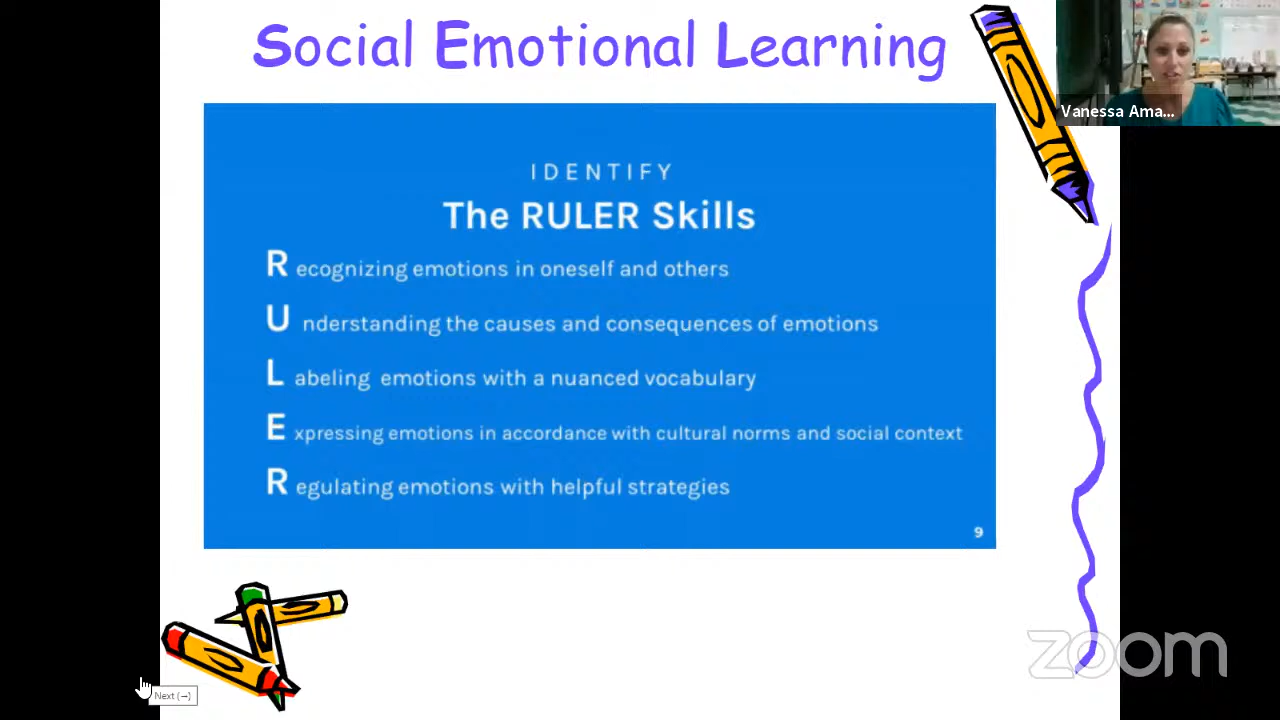 Social Emotional Learning
Vanessa Ama...
IDENTIFY
The RULER Skills
R ecognizing emotions in oneself and others
U nderstanding the causes and consequences of emotions
L abeling emotions with a nuanced vocabulary
E xpressing emotions in accordance with cultural norms and social context
R egulating emotions with helpful strategies
9
zoom
Next (→)